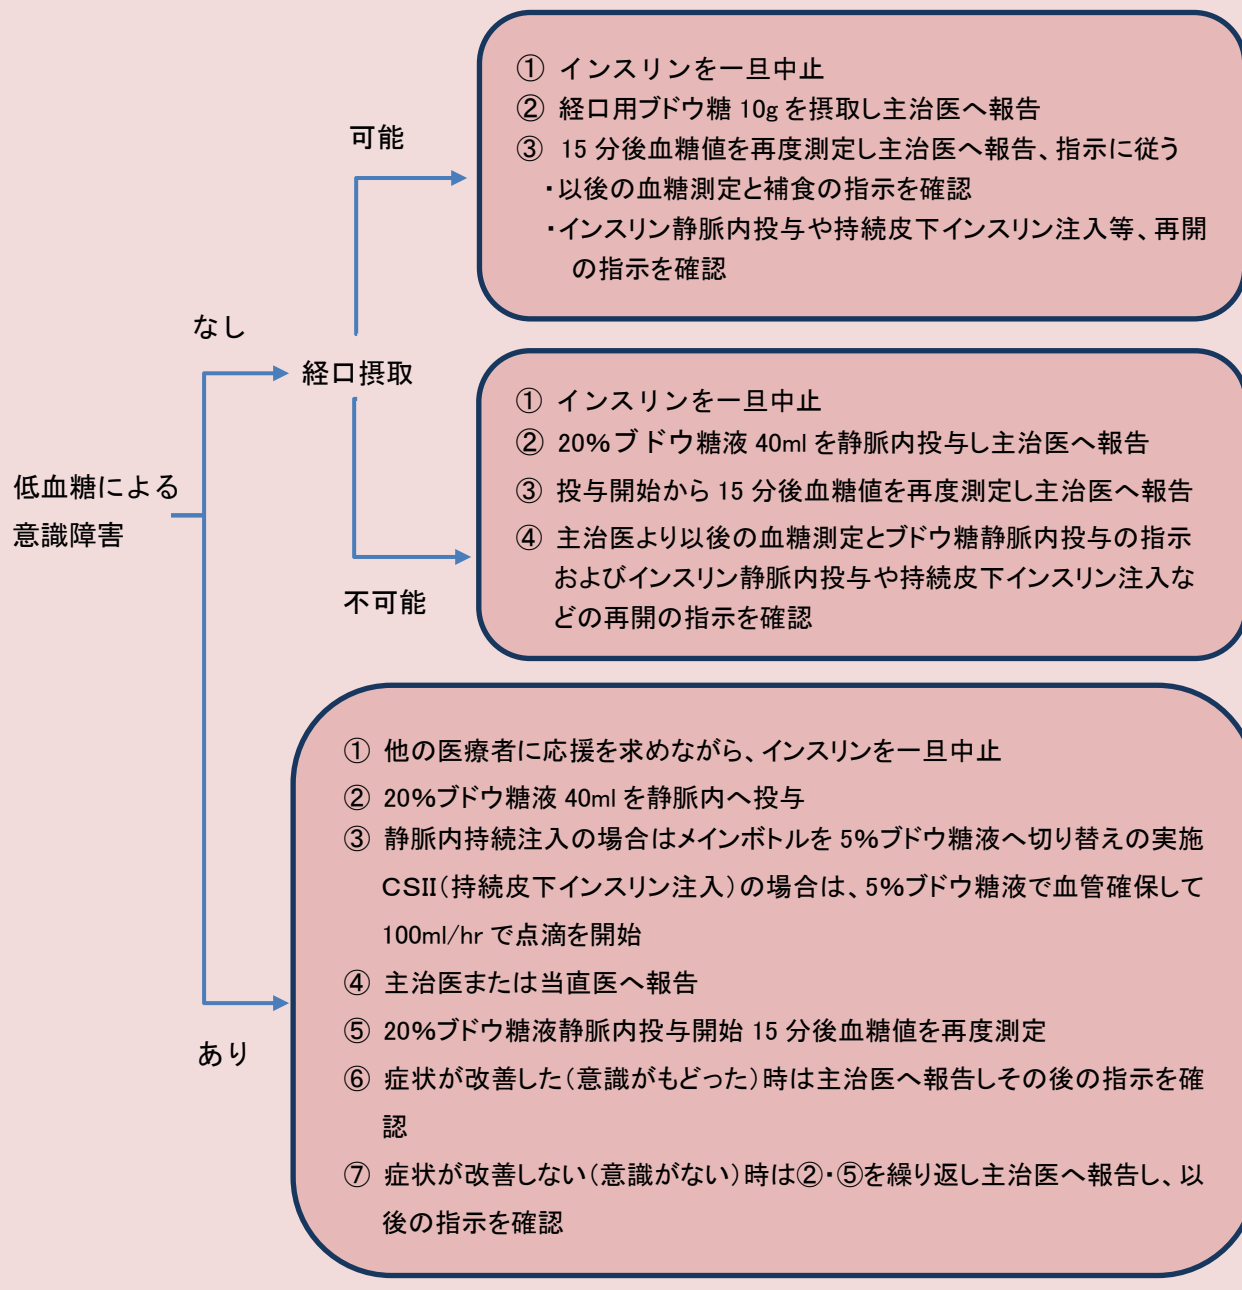 ① インスリンを一旦中止
② 経口用ブドウ糖 10g を摂取し主治医へ報告
③ 15 分後血糖値を再度測定し主治医へ報告、指示に従う
・以後の血糖測定と補食の指示を確認
・インスリン静脈内投与や持続皮下インスリン注入等、再開
の指示を確認
可能
なし
経口摂取
① インスリンを一旦中止
② 20%ブドウ糖液 40ml を静脈内投与し主治医へ報告
③ 投与開始から 15 分後血糖値を再度測定し主治医へ報告
④ 主治医より以後の血糖測定とブドウ糖静脈内投与の指示
およびインスリン静脈内投与や持続皮下インスリン注入な
どの再開の指示を確認
不可能
低血糖による
意識障害
① 他の医療者に応援を求めながら、インスリンを一旦中止
② 20%ブドウ糖液 40ml を静脈内へ投与
③ 静脈内持続注入の場合はメインボトルを 5%ブドウ糖液へ切り替えの実施
CSII(持続皮下インスリン注入)の場合は、5%ブドウ糖液で血管確保して
100ml/hr で点滴を開始
④ 主治医または当直医へ報告
⑤ 20%ブドウ糖液静脈内投与開始 15 分後血糖値を再度測定
⑥ 症状が改善した(意識がもどった)時は主治医へ報告しその後の指示を確
認
⑦ 症状が改善しない(意識がない)時は②・⑤を繰り返し主治医へ報告し、以
後の指示を確認
あり